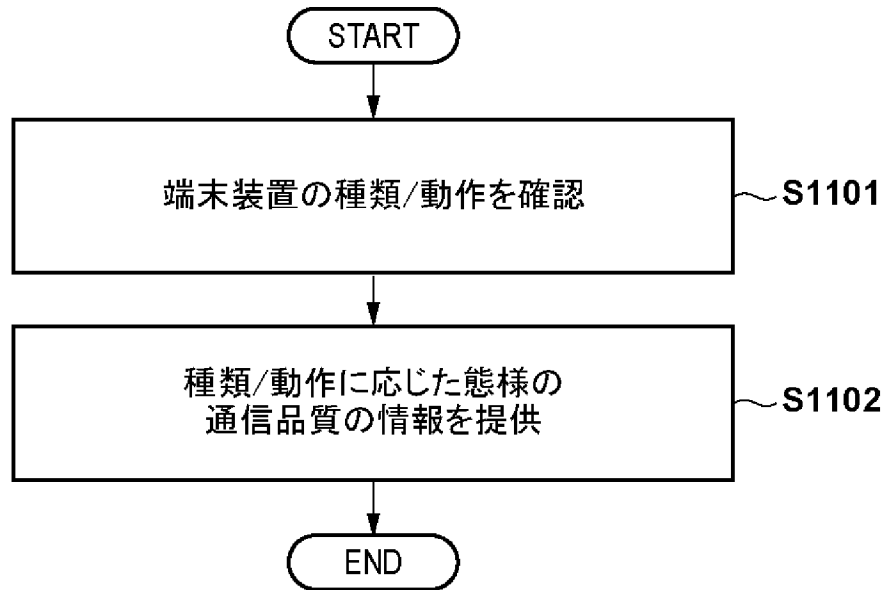 START
端末装置の種類/動作を確認
S1101
種類/動作に応じた態様の
通信品質の情報を提供
S1102
END